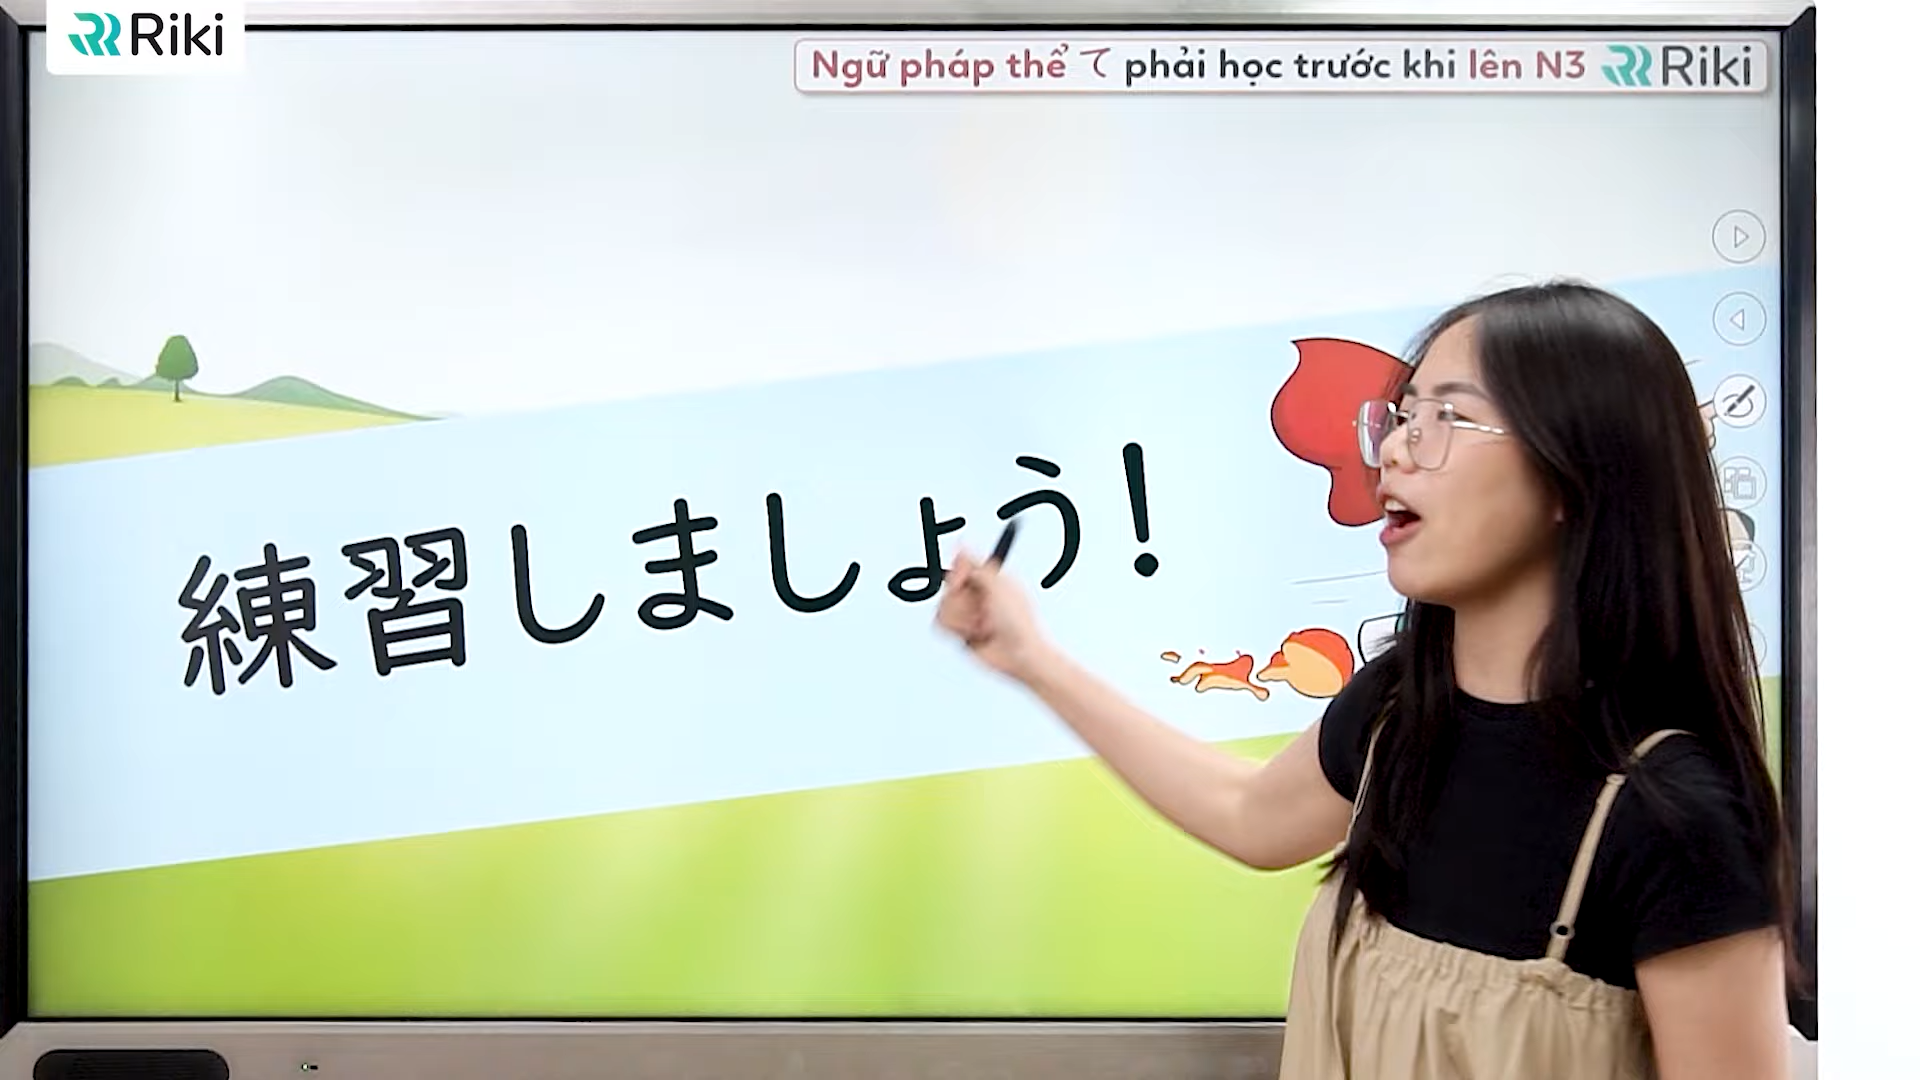 Riki
Ngữ pháp thể て phải học trước khi lên N3 Riki
練習しましょう!